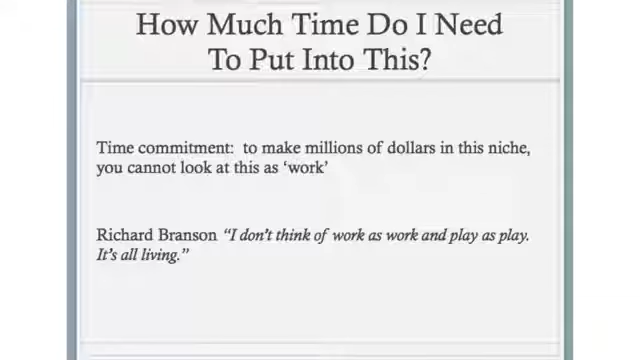 How Much Time Do I Need
To Put Into This?
Time commitment:  to make millions of dollars in this niche,
you cannot look at this as ‘work’
Richard Branson “I don’t think of work as work and play as play.
It’s all living.”